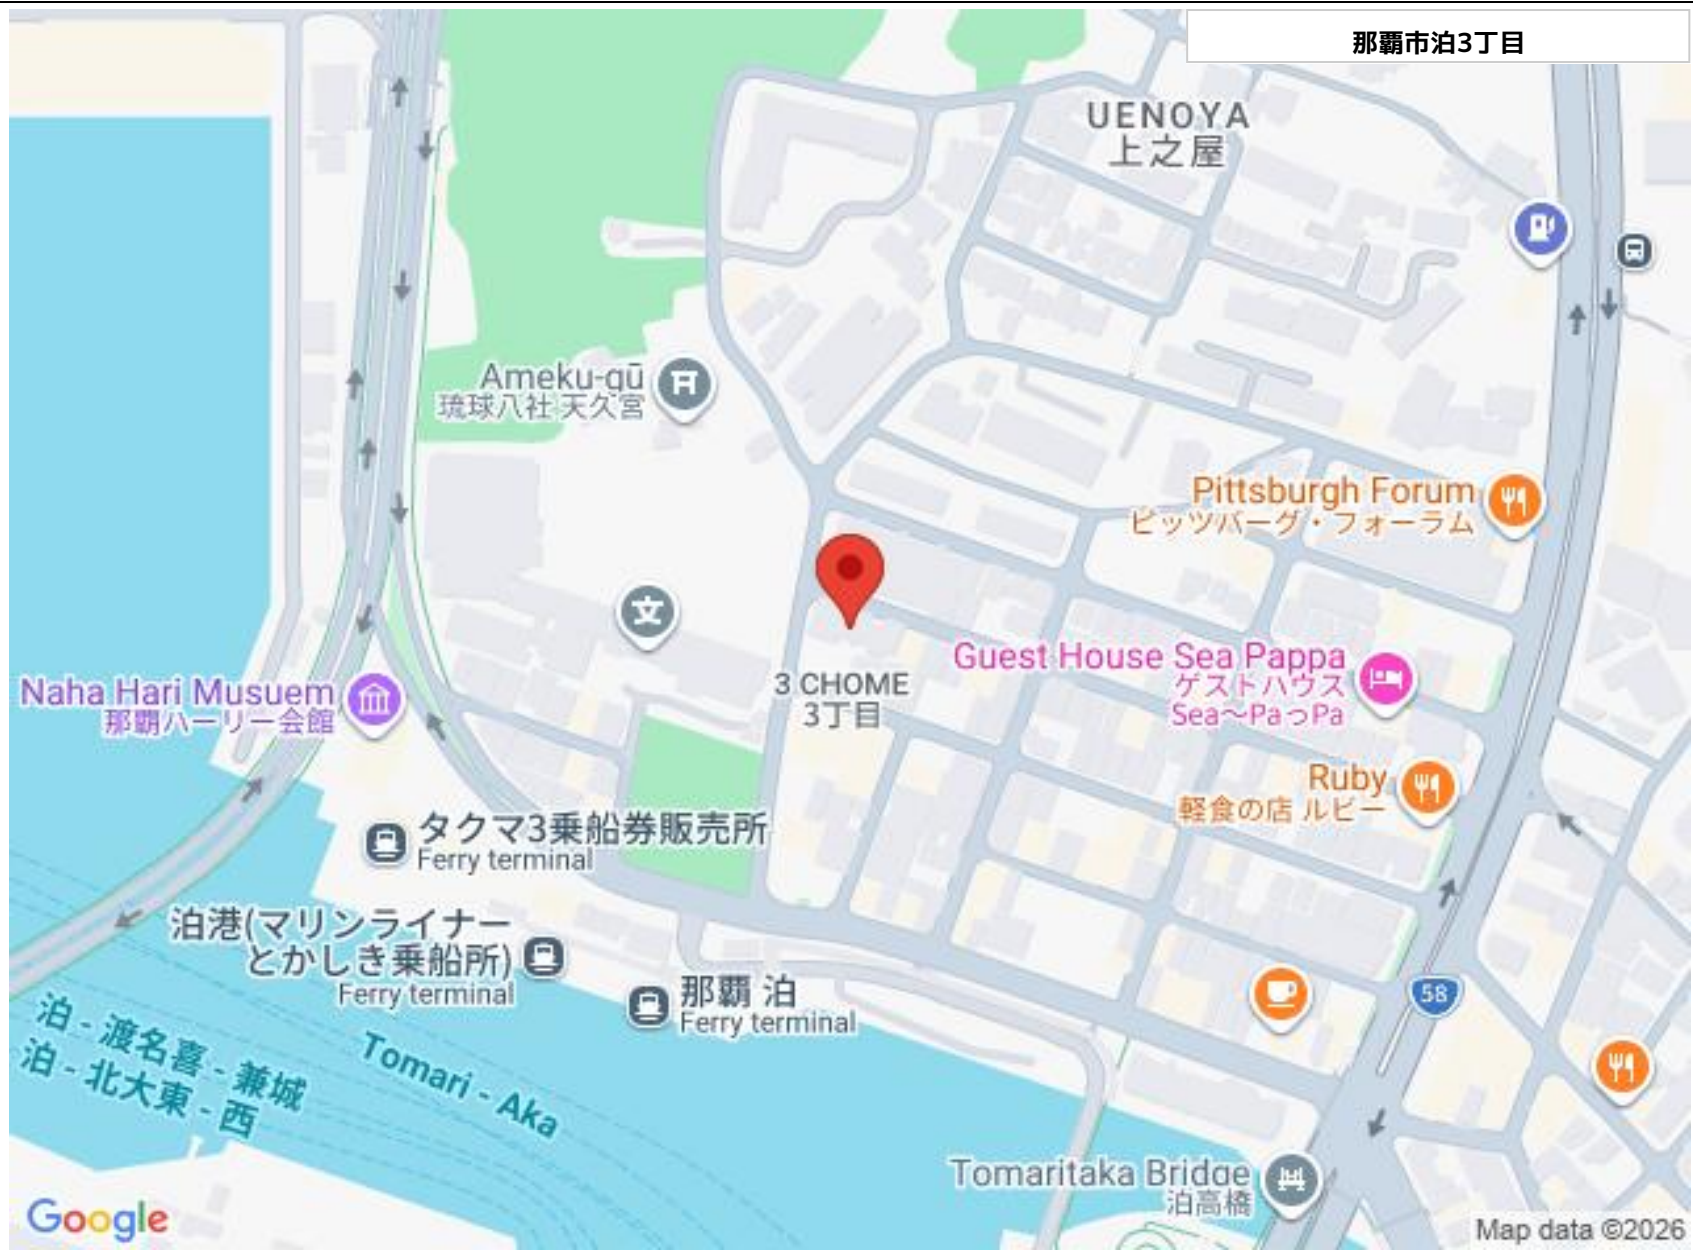 那覇市泊3丁目
UENOYA
上之屋
Ameku-gū
琉球八社 天久宮
Pittsburgh Forum
ピッツバーグ・フォーラム
文
Guest House Sea Pappa
ゲストハウス
Sea～PaっPa
3 CHOME
3丁目
Naha Hari Musuem
那覇ハーリー会館
Ruby
軽食の店 ルビー
タクマ3乗船券販売所
Ferry terminal
泊港(マリンライナー
とかしき乗船所)
Ferry terminal
那覇 泊
Ferry terminal
58
泊 - 渡名喜 - 兼城
泊 - 北大東 - 西
Tomari - Aka
Tomaritaka Bridge
泊高橋
Google
Map data ©2026